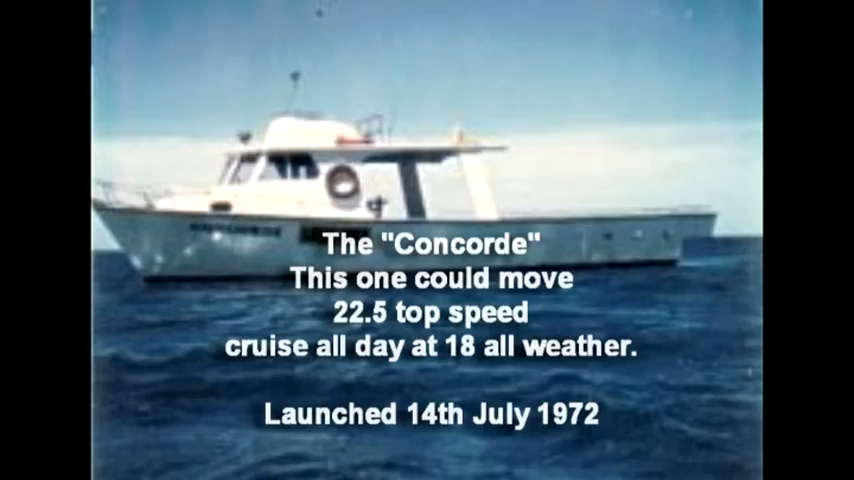 The "Concorde"
This one could move
22.5 top speed
cruise all day at 18 all weather.
Launched 14th July 1972